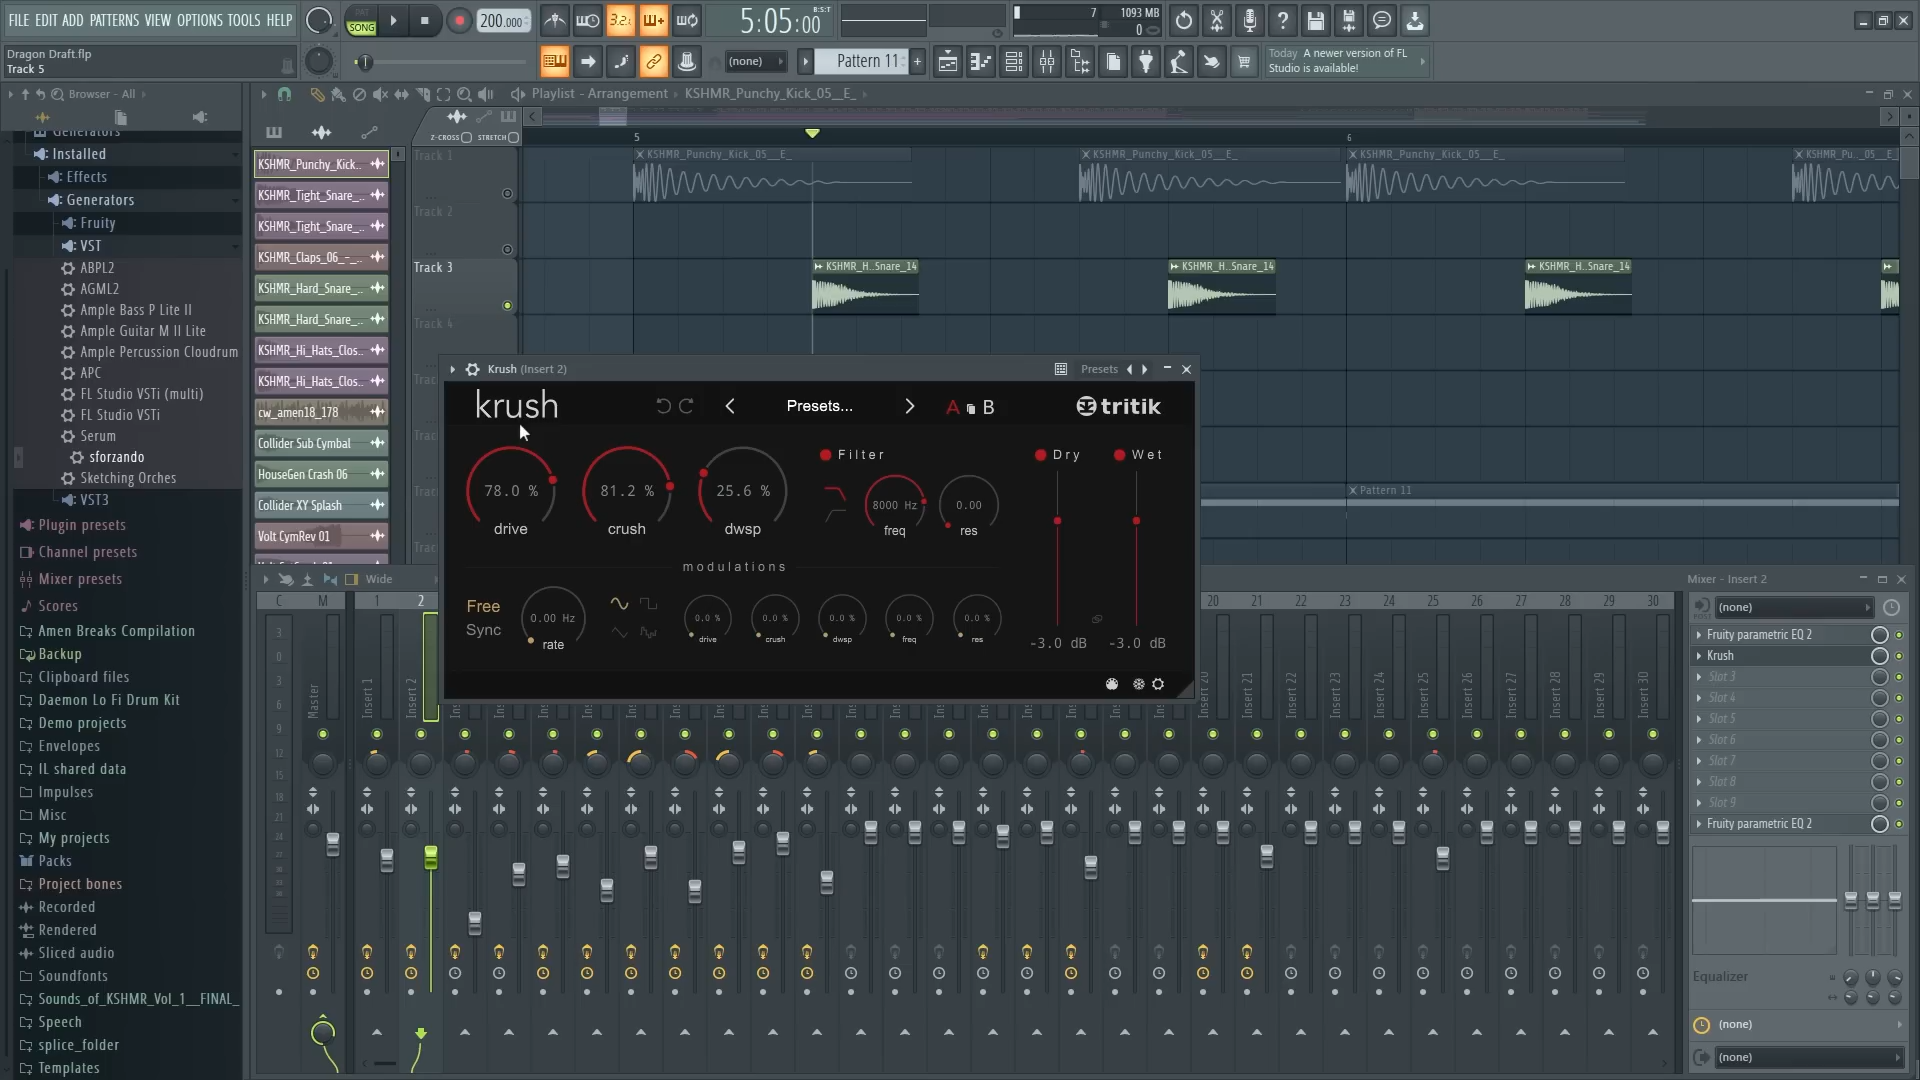 FILE EDIT ADD PATTERNS VIEW OPTIONS TOOLS HELP
PAT
SONG
200.000
3.2.
5:05:00
B:S:T
7
1093 MB
0
Dragon Draft.flp
Track 5
(none)
Pattern 11
+
Today A newer version of FL
Studio is available!
Browser - All
Playlist - Arrangement
KSHMR_Punchy_Kick_05__E_
Generators
Installed
Effects
Generators
Fruity
VST
ABPL2
AGML2
Ample Bass P Lite II
Ample Guitar M II Lite
Ample Percussion Cloudrum
APC
FL Studio VSTi (multi)
FL Studio VSTi
Serum
sforzando
Sketching Orches
VST3
Plugin presets
Channel presets
Mixer presets
Scores
Amen Breaks Compilation
Backup
Clipboard files
Daemon Lo Fi Drum Kit
Demo projects
Envelopes
IL shared data
Impulses
Misc
My projects
Packs
Project bones
Recorded
Rendered
Sliced audio
Soundfonts
Sounds_of_KSHMR_Vol_1__FINAL_
Speech
splice_folder
Templates
KSHMR_Punchy_Kick..
KSHMR_Tight_Snare_..
KSHMR_Tight_Snare_..
KSHMR_Claps_06_-_..
KSHMR_Hard_Snare_..
KSHMR_Hard_Snare_..
KSHMR_Hi_Hats_Clos..
KSHMR_Hi_Hats_Clos..
cw_amen18_178
Collider Sub Cymbal
HouseGen Crash 06
Collider XY Splash
Volt CymRev 01
Z-CROSS
STRETCH
5
6
Track 1
KSHMR_Punchy_Kick_05__E_
KSHMR_Punchy_Kick_05__E_
KSHMR_Punchy_Kick_05__E_
KSHMR_Pu.._05__E_
Track 2
Track 3
KSHMR_H..Snare_14
KSHMR_H..Snare_14
KSHMR_H..Snare_14
Track 4
Pattern 11
Krush (Insert 2)
Presets
krush
Presets...
A
B
tritik
78.0 %
drive
81.2 %
crush
25.6 %
dwsp
Filter
8000 Hz
freq
0.00
res
Dry
Wet
modulations
Free
Sync
0.00 Hz
rate
0.0 %
drive
0.0 %
crush
0.0 %
dwsp
0.0 %
freq
0.0 %
res
-3.0 dB
-3.0 dB
Wide
C
M
1
2
20
21
22
23
24
25
26
27
28
29
30
3
0
3
6
9
12
15
18
21
24
Master
Insert 1
Insert 2
Insert 21
Insert 22
Insert 23
Insert 24
Insert 25
Insert 26
Insert 27
Insert 28
Insert 29
Insert 30
Mixer - Insert 2
(none)
Fruity parametric EQ 2
Krush
Slot 3
Slot 4
Slot 5
Slot 6
Slot 7
Slot 8
Slot 9
Fruity parametric EQ 2
Equalizer
(none)
(none)